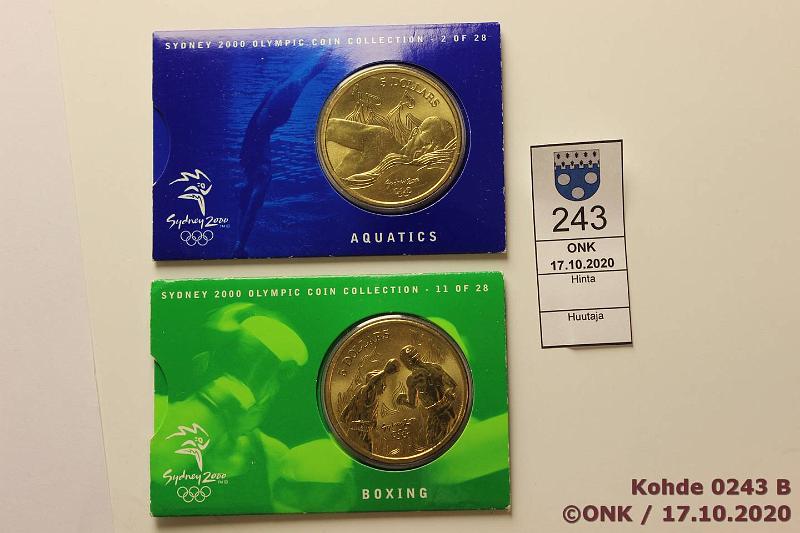 SYDNEY 2000 OLYMPIC COIN COLLECTION - 2 OF 28
5 DOLLARS
Sydney 2000
Sydney 2000
AQUATICS
SYDNEY 2000 OLYMPIC COIN COLLECTION - 11 OF 28
5 DOLLARS
Sydney 2000
BOXING
243
ONK
17.10.2020
Hinta
Huutaja
Kohde 0243 B
©ONK / 17.10.2020